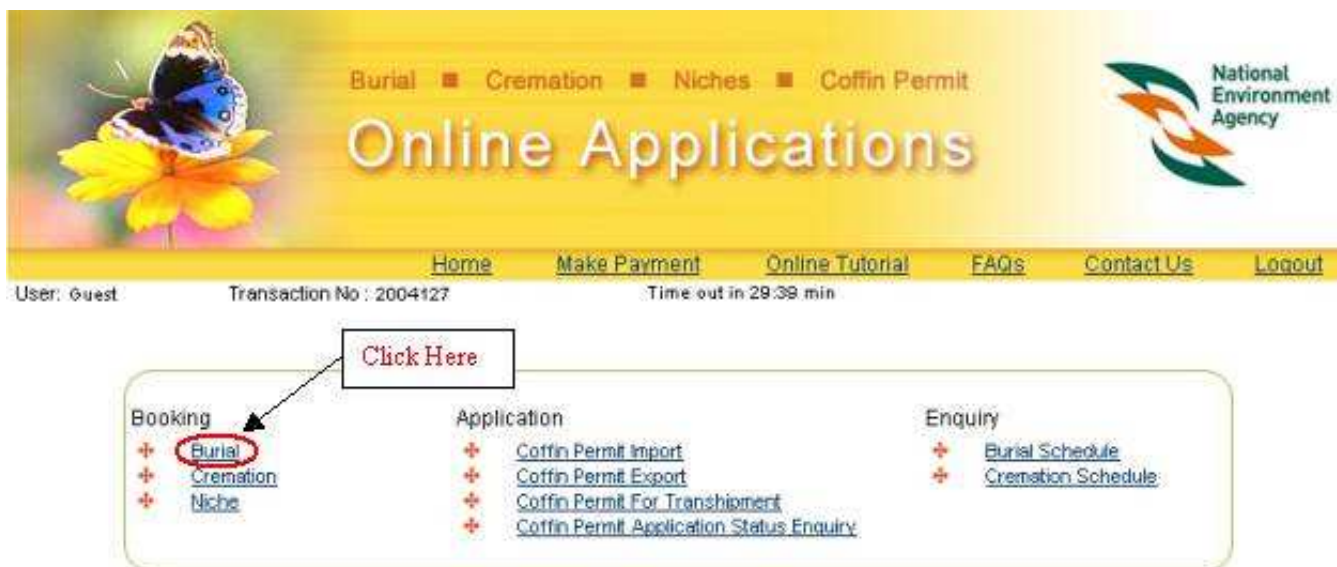 Burial ■ Cremation ■ Niches ■ Coffin Permit
Online Applications
National
Environment
Agency
Home Make Payment Online Tutorial FAQs Contact Us Logout
User: Guest Transaction No : 2004127 Time out in 29:39 min
Click Here
Booking
Burial
Cremation
Niche
Application
Coffin Permit Import
Coffin Permit Export
Coffin Permit For Transhipment
Coffin Permit Application Status Enquiry
Enquiry
Burial Schedule
Cremation Schedule